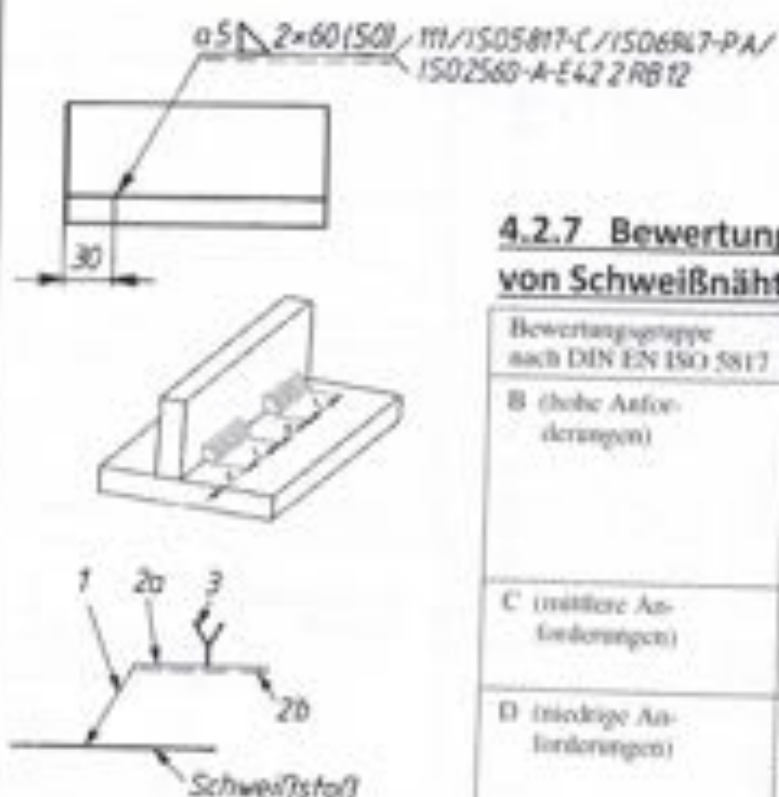 a5 2×60(50) 111/ISO5817-C/ISO6947-PA/
ISO2560-A-E42 2 RB 12
30
4.2.7 Bewertung
von Schweißnäht
Bewertungsgruppe
nach DIN EN ISO 5817
B (hohe Anfor-
derungen)
C (mittlere An-
forderungen)
D (niedrige An-
forderungen)
1 2a 3
2b
Schweißstoß